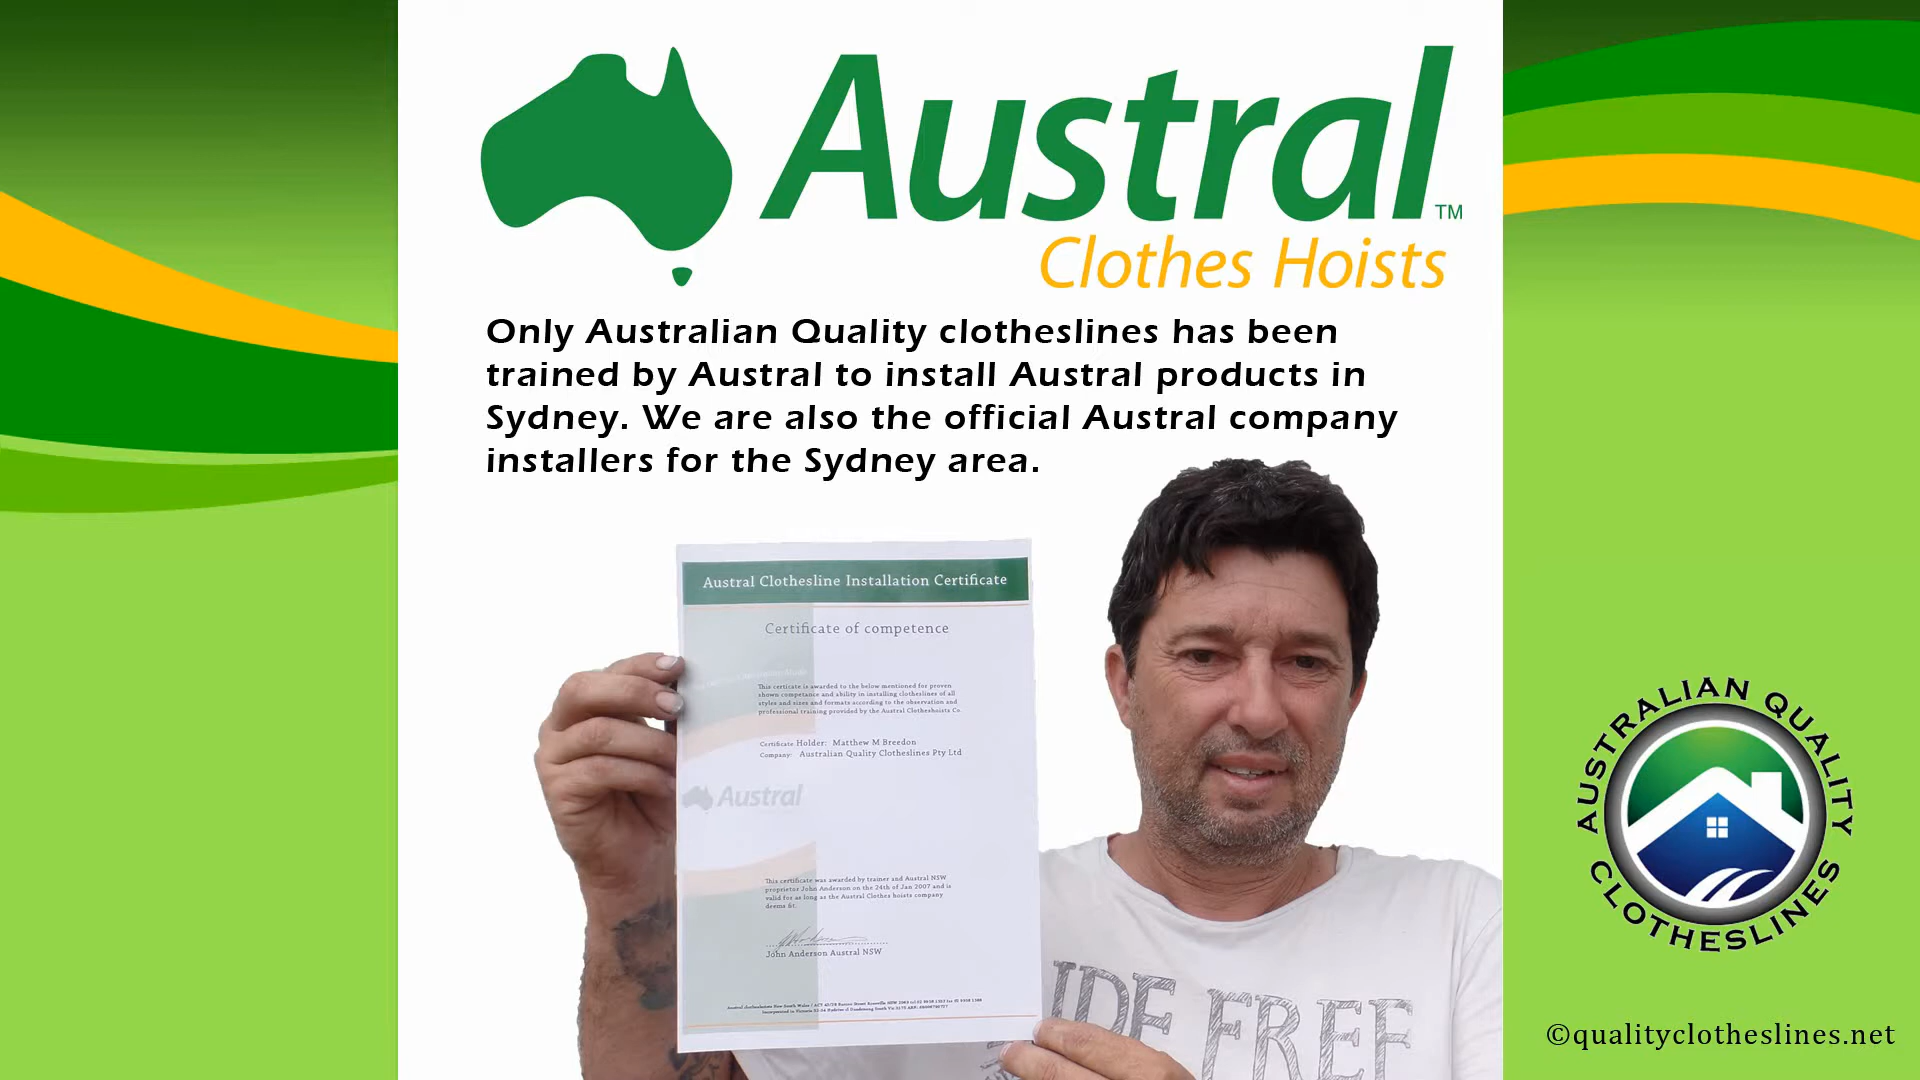 Austral™
Clothes Hoists
Only Australian Quality clotheslines has been
trained by Austral to install Austral products in
Sydney. We are also the official Austral company
installers for the Sydney area.
Austral Clothesline Installation Certificate
Certificate of competence
This certicate is awarded to the below mentioned for proven
shown competance and ability in installing clotheslines of all
styles and sizes and formats according to the observation and
professional training provided by the Austral Clotheshoists Co.
Certificate Holder: Matthew M Breedon
Company: Australian Quality Clotheslines Pty Ltd
Austral
This certificate was awarded by trainer and Austral NSW
proprietor John Anderson on the 24th of Jan 2007 and is
valid for as long as the Austral Clothes hoists company
deems fit.
John Anderson Austral NSW
IDE FREE
AUSTRALIAN QUALITY
CLOTHESLINES
©qualityclotheslines.net